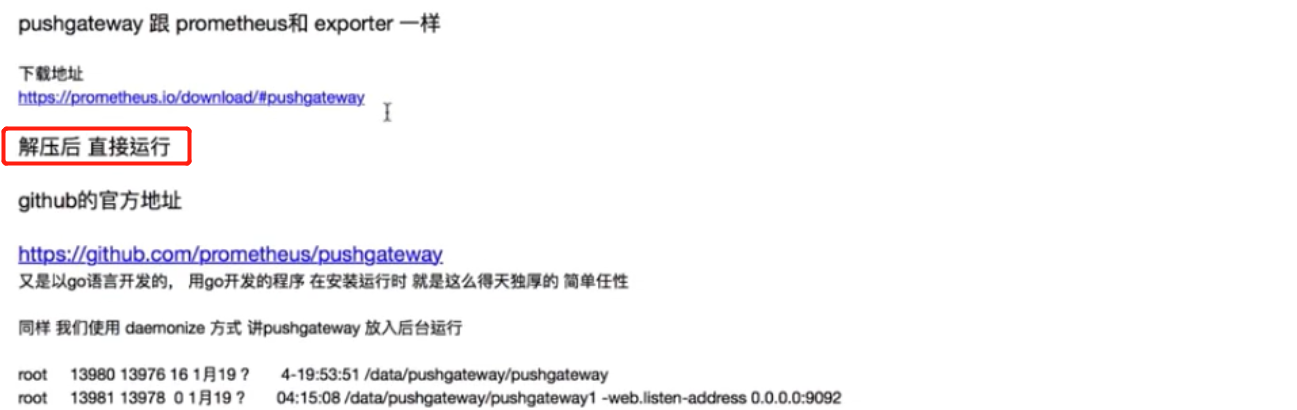 pushgateway 跟 prometheus和 exporter 一样
下载地址
https://prometheus.io/download/#pushgateway
解压后 直接运行
github的官方地址
https://github.com/prometheus/pushgateway
又是以go语言开发的， 用go开发的程序 在安装运行时 就是这么得天独厚的 简单任性
同样 我们使用 daemonize 方式 讲pushgateway 放入后台运行
root 13980 13976 16 1月19 ? 4-19:53:51 /data/pushgateway/pushgateway
root 13981 13978 0 1月19 ? 04:15:08 /data/pushgateway/pushgateway1 -web.listen-address 0.0.0.0:9092